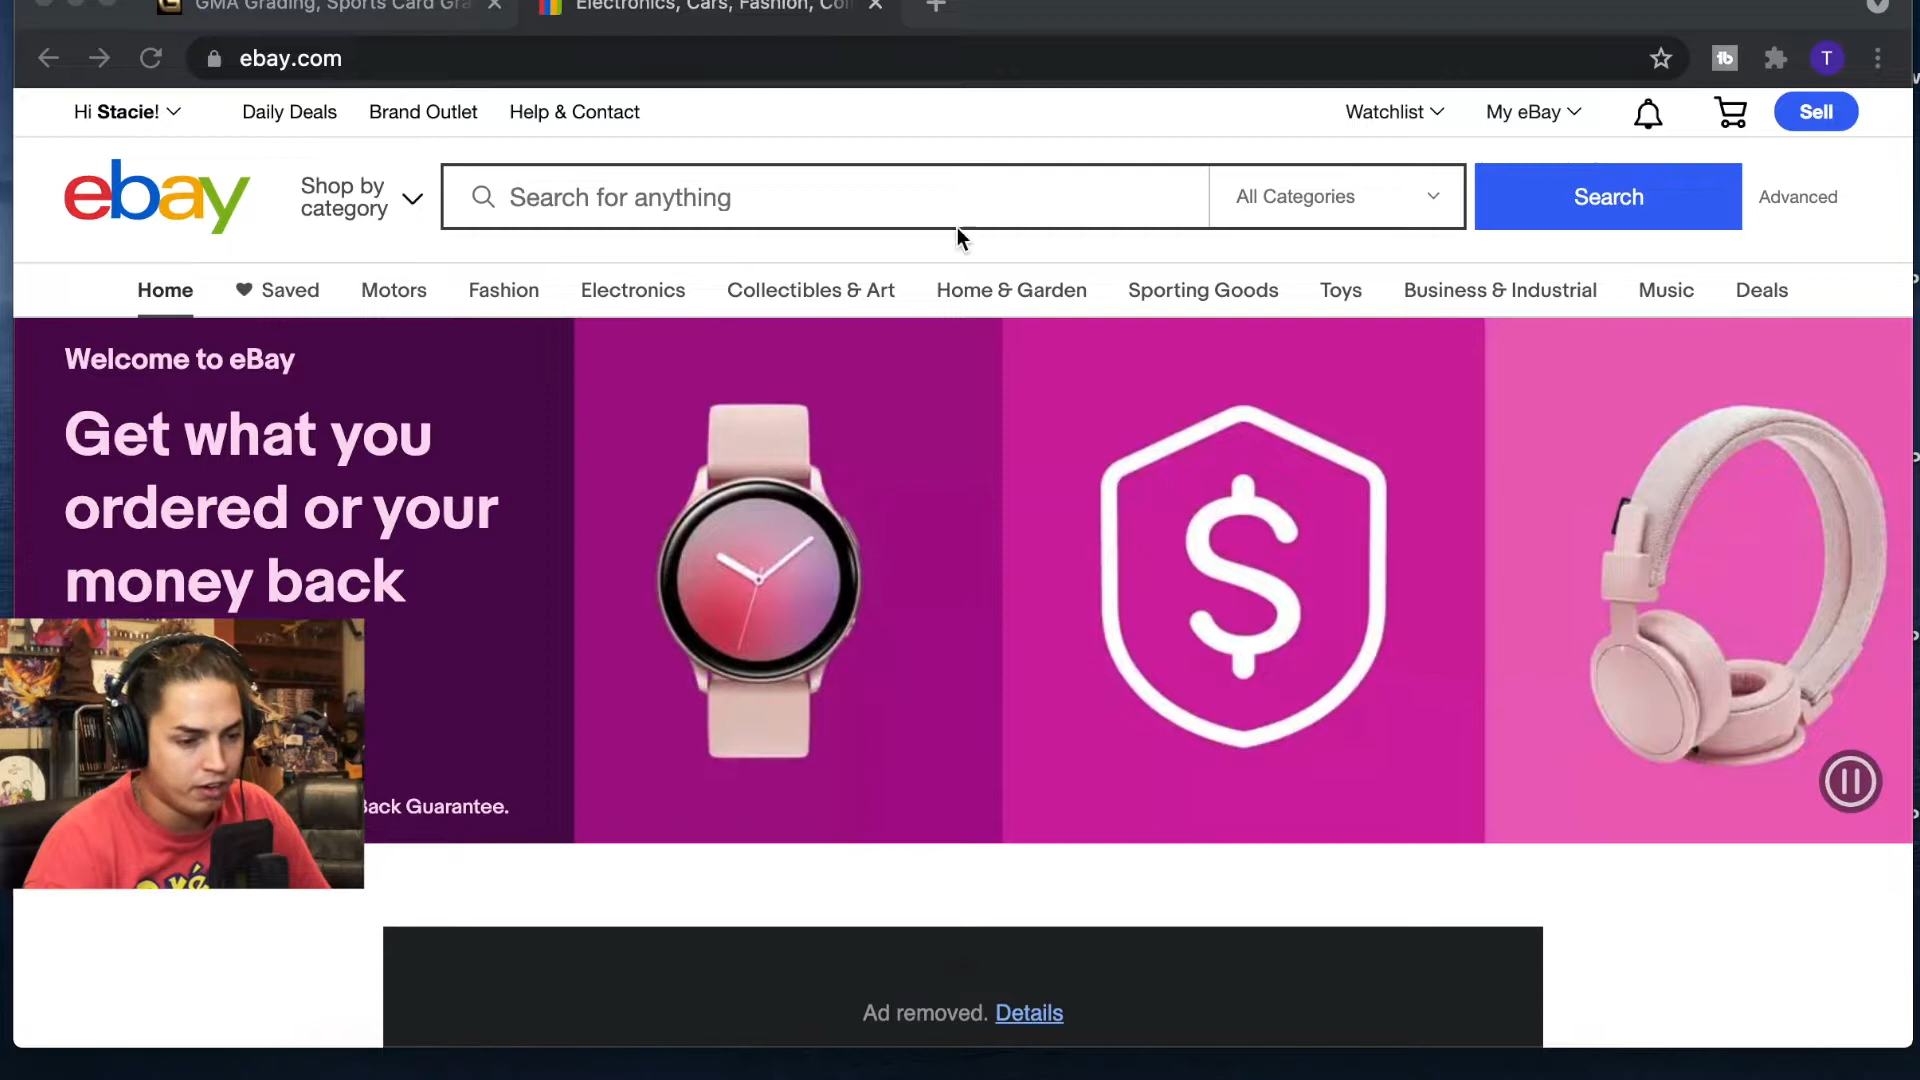 GMA Grading, Sports Card Gra
Electronics, Cars, Fashion, Col
ebay.com
T
Hi Stacie!
Daily Deals
Brand Outlet
Help & Contact
Watchlist
My eBay
Sell
ebay
Shop by
category
Search for anything
All Categories
Search
Advanced
Home
Saved
Motors
Fashion
Electronics
Collectibles & Art
Home & Garden
Sporting Goods
Toys
Business & Industrial
Music
Deals
Welcome to eBay
Get what you
ordered or your
money back
Back Guarantee.
$
Ad removed. Details